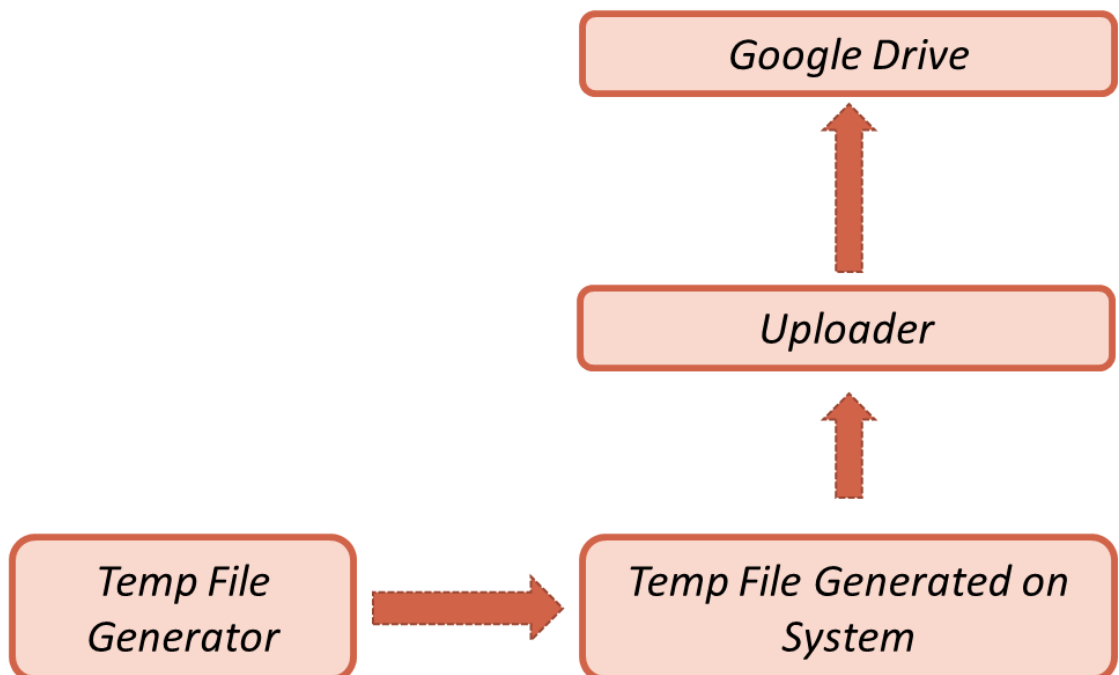 Google Drive
Uploader
Temp File
Generator
Temp File Generated on
System